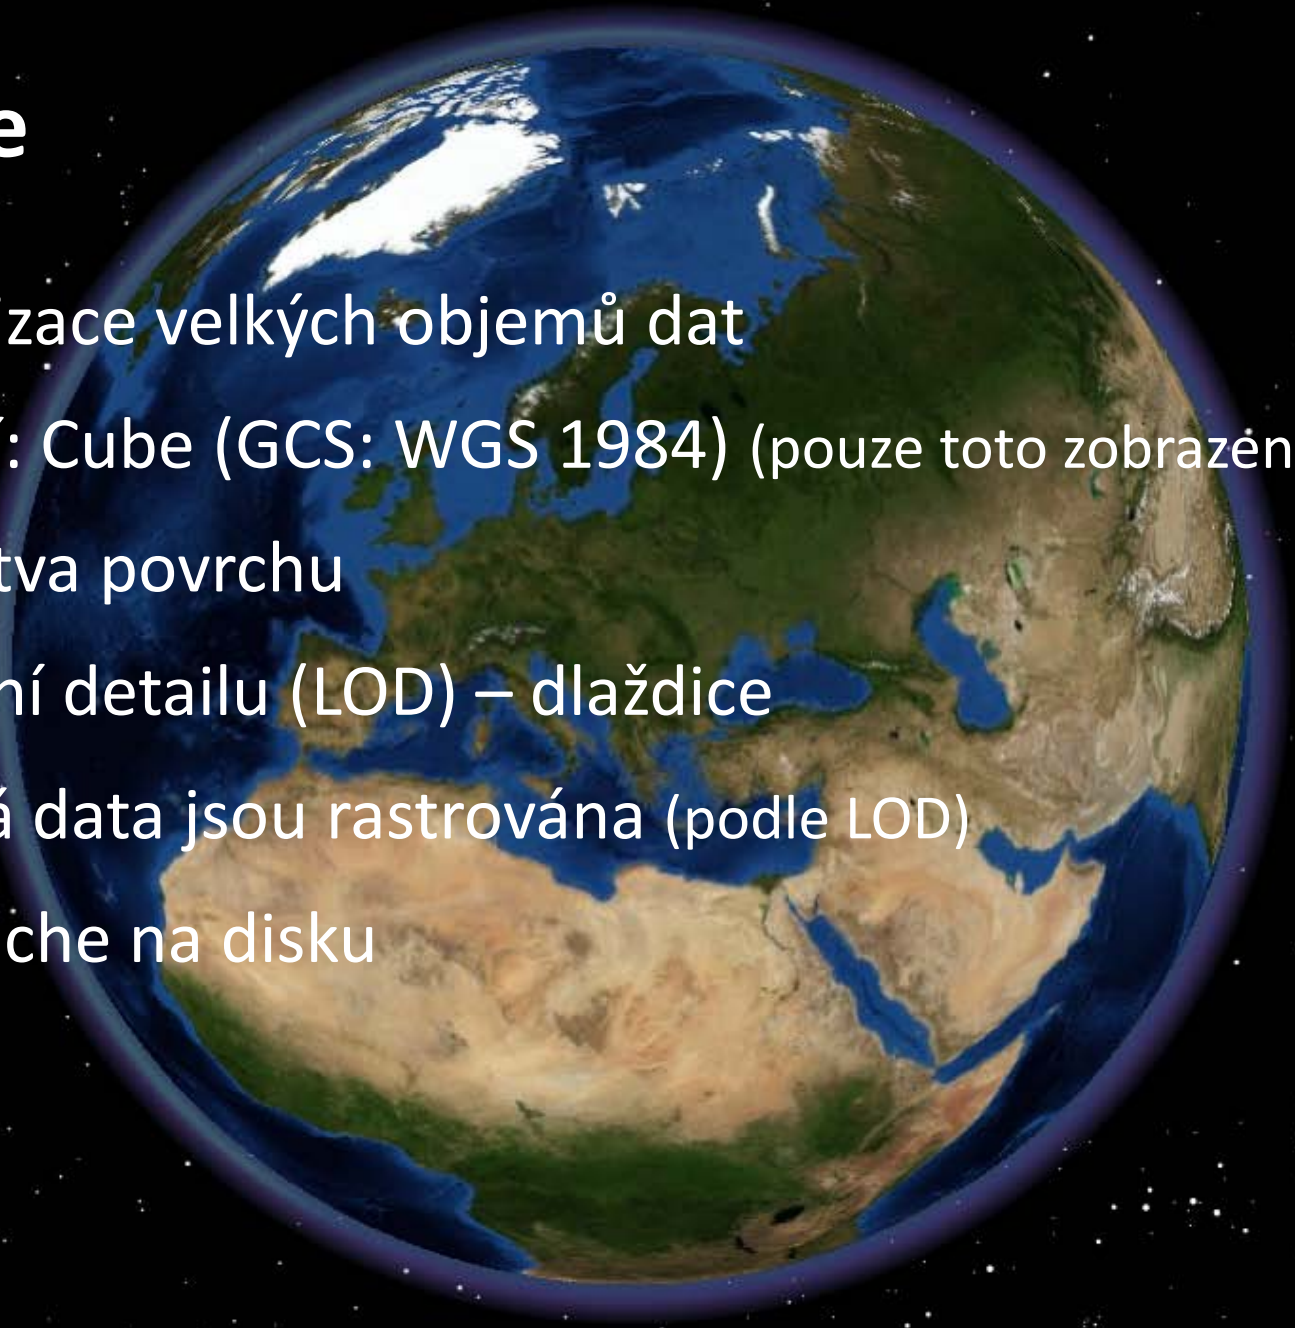 e
izace velkých objemů dat
í: Cube (GCS: WGS 1984) (pouze toto zobrazen
tva povrchu
ní detailu (LOD) – dlaždice
á data jsou rastrována (podle LOD)
che na disku